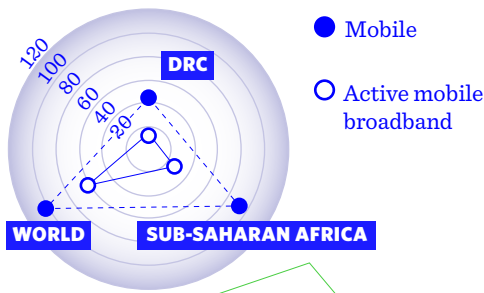 120
100
80
60
40
20
DRC
WORLD
SUB-SAHARAN AFRICA
Mobile
Active mobile
broadband